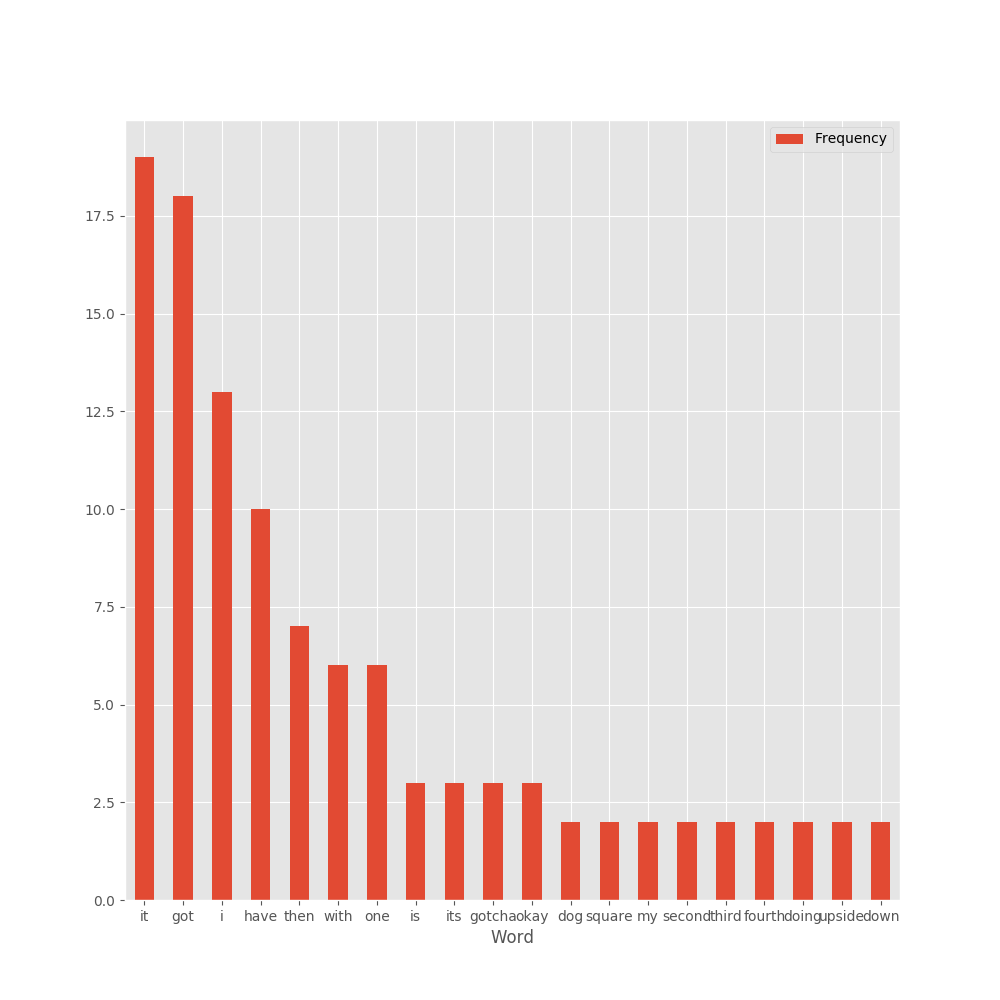 Frequency
17.5
15.0
12.5
10.0
7.5
5.0
2.5
0.0
it got i have then with one is its gotcha okay dog square my second third fourth doing upside down
Word